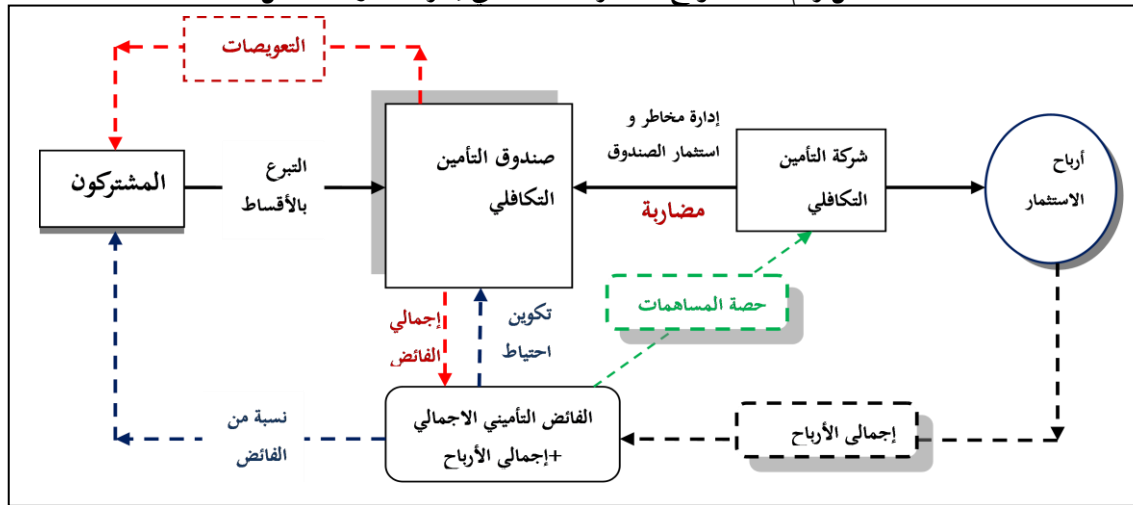 التعويضات
إدارة مخاطر و
استثمار الصندوق
صندوق التأمين
التكافلي
شركة التأمين
التكافلي
أرباح
الاستثمار
المشتركون
التبرع
بالأقساط
مضاربة
حصة المساهمات
إجمالي
الفائض
تكوين
احتياط
نسبة من
الفائض
الفائض التأميني الاجمالي
+إجمالي الأرباح
إجمالي الأرباح